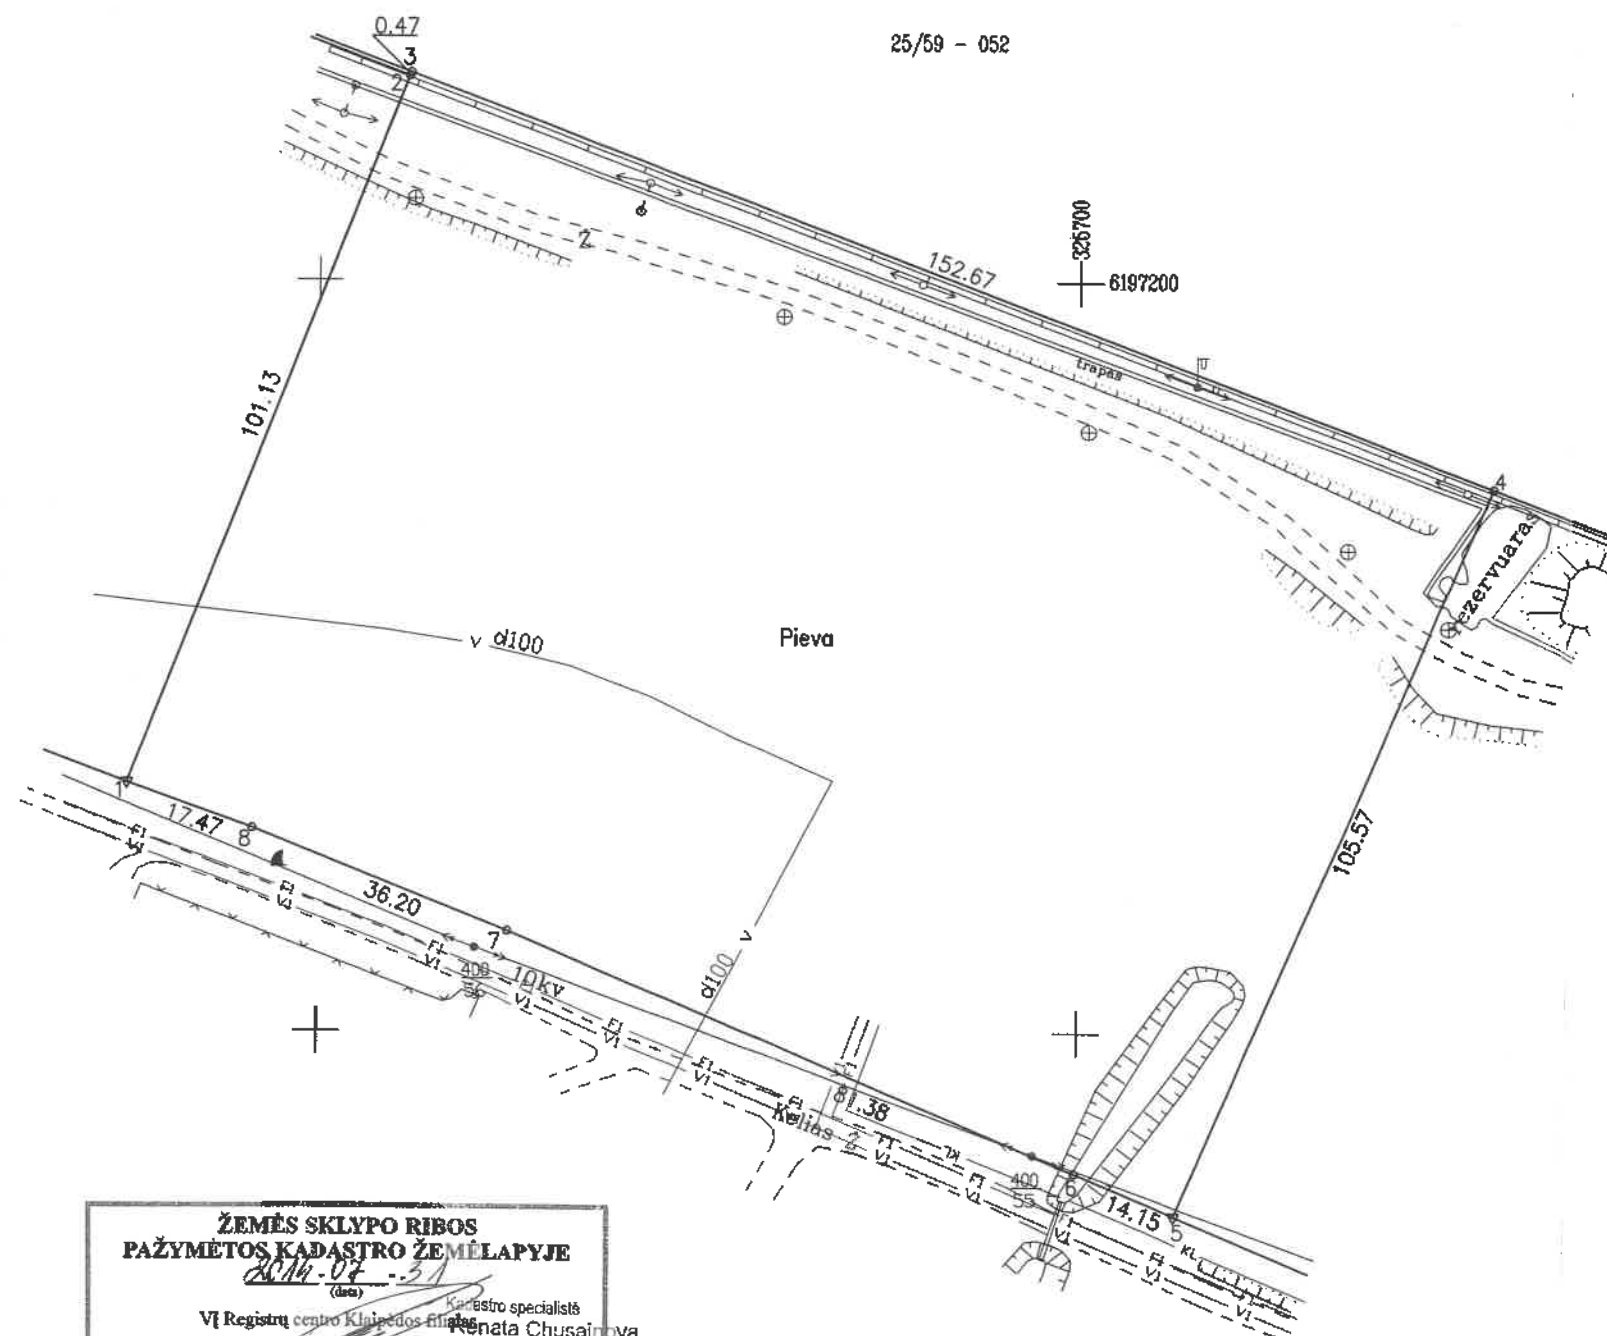 0.47
25/59 - 052
3
2
2
152.67
326700
6197200
trapas
U
4
101.13
Rezervuaras
d100
Pieva
1
17.47
8
36.20
105.57
7
d100
10kv
400
56
81.38
Kelias 2
400
55
6
14.15
5
KL
ŽEMĖS SKLYPO RIBOS
PAŽYMĖTOS KADASTRO ŽEMĖLAPYJE
2014-07-31
(data)
VĮ Registrų centro Klaipėdos filialas
Kadastro specialistė
Renata Chusainova